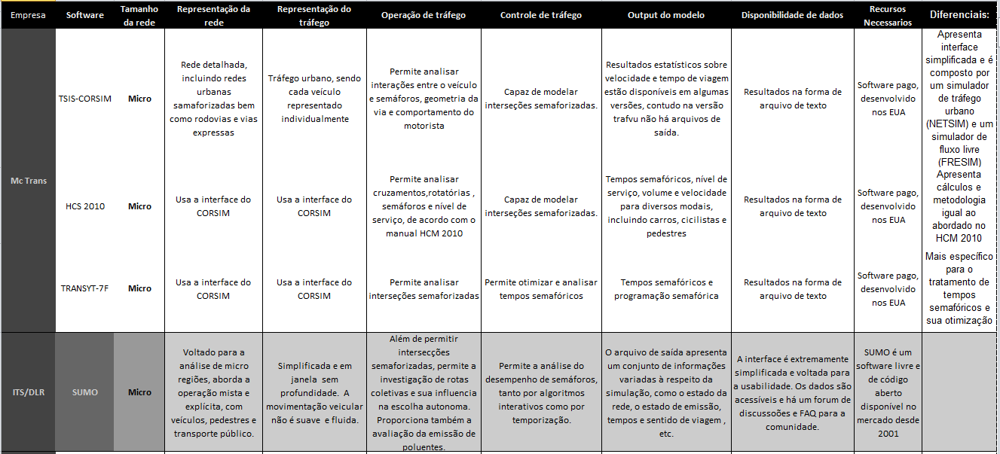 Empresa
Software
Tamanho
da rede
Representação da
rede
Representação do
tráfego
Operação de tráfego
Controle de tráfego
Output do modelo
Disponibilidade de dados
Recursos
Necessarios
Diferenciais:
Mc Trans
TSIS-CORSIM
Micro
Rede detalhada,
incluindo redes
urbanas
samaforizadas bem
como rodovias e vias
expressas
Tráfego urbano, sendo
cada veículo
representado
individualmente
Permite analisar
interações entre o veículo
e semáforos, geometria da
via e comportamento do
motorista
Capaz de modelar
interseções semaforizadas.
Resultados estatísticos sobre
velocidade e tempo de viagem
estão disponíveis em algumas
versões, contudo na versão
trafvu não há arquivos de
saída.
Resultados na forma de
arquivo de texto
Software pago,
desenvolvido
nos EUA
Apresenta
interface
simplificada e é
composto por
um simulador
de tráfego
urbano
(NETSIM) e um
simulador de
fluxo livre
(FRESIM)
HCS 2010
Micro
Usa a interface do
CORSIM
Usa a interface do
CORSIM
Permite analisar
cruzamentos,rotatórias ,
semáforos e nível de
serviço, de acordo com o
manual HCM 2010
Capaz de modelar
interseções semaforizadas.
Tempos semafóricos, nível de
serviço, volume e velocidade
para diversos modais,
incluindo carros, cicilistas e
pedestres
Resultados na forma de
arquivo de texto
Software pago,
desenvolvido
nos EUA
Apresenta
cálculos e
metodologia
igual ao
abordado no
HCM 2010
TRANSYT-7F
Micro
Usa a interface do
CORSIM
Usa a interface do
CORSIM
Permite analisar
interseções semaforizadas
Permite otimizar e analisar
tempos semafóricos
Tempos semafóricos e
programação semafórica
Resultados na forma de
arquivo de texto
Software pago,
desenvolvido
nos EUA
Mais específico
para o
tratamento de
tempos
semafóricos e
sua otimização
ITS/DLR
SUMO
Micro
Voltado para a
análise de micro
regiões, aborda a
operação mista e
explícita, com
veículos, pedestres e
transporte público.
Simplificada e em
janela sem
profundidade. A
movimentação veicular
não é suave e fluida.
Além de permitir
intersecções
semaforizadas, permite a
investigação de rotas
coletivas e sua influencia
na escolha autonoma.
Proporciona também a
avaliação da emissão de
poluentes.
Permite a análise do
desempenho de semáforos,
tanto por algoritmos
interativos como por
temporização.
O arquivo de saída apresenta
um conjunto de informações
variadas à respeito da
simulação, como o estado da
rede, o estado de emissão,
tempos e sentido de viagem ,
etc.
A interface é extremamente
simplificada e voltada para
a usabilidade. Os dados são
acessíveis e há um forum de
discussões e FAQ para a
comunidade.
SUMO é um
software livre e
de código
aberto
disponível no
mercado desde
2001